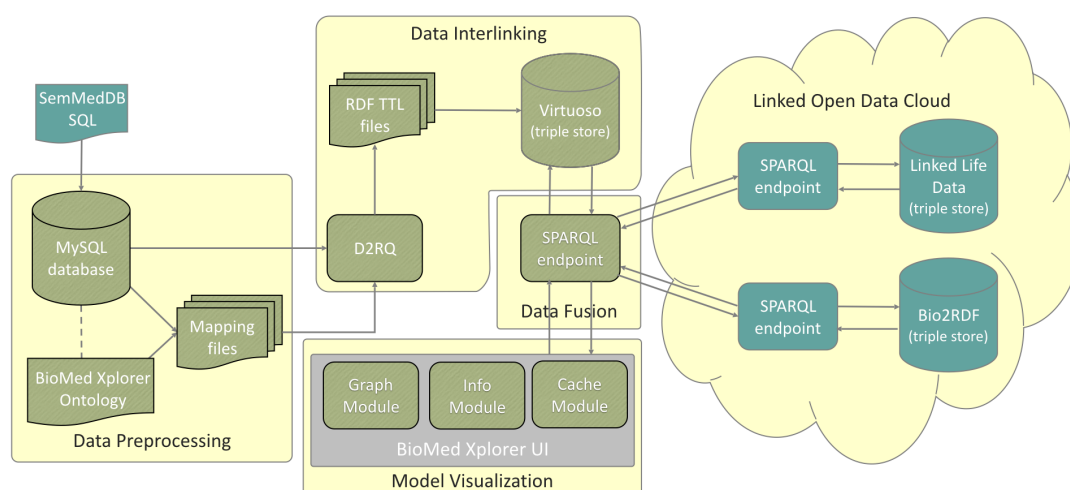 Data Interlinking
SemMedDB
SQL
RDF TTL
files
Virtuoso
(triple store)
Linked Open Data Cloud
SPARQL
endpoint
Linked Life
Data
(triple store)
MySQL
database
D2RQ
SPARQL
endpoint
Data Fusion
SPARQL
endpoint
Bio2RDF
(triple store)
Mapping
files
BioMed Xplorer
Ontology
Data Preprocessing
Graph
Module
Info
Module
Cache
Module
BioMed Xplorer UI
Model Visualization